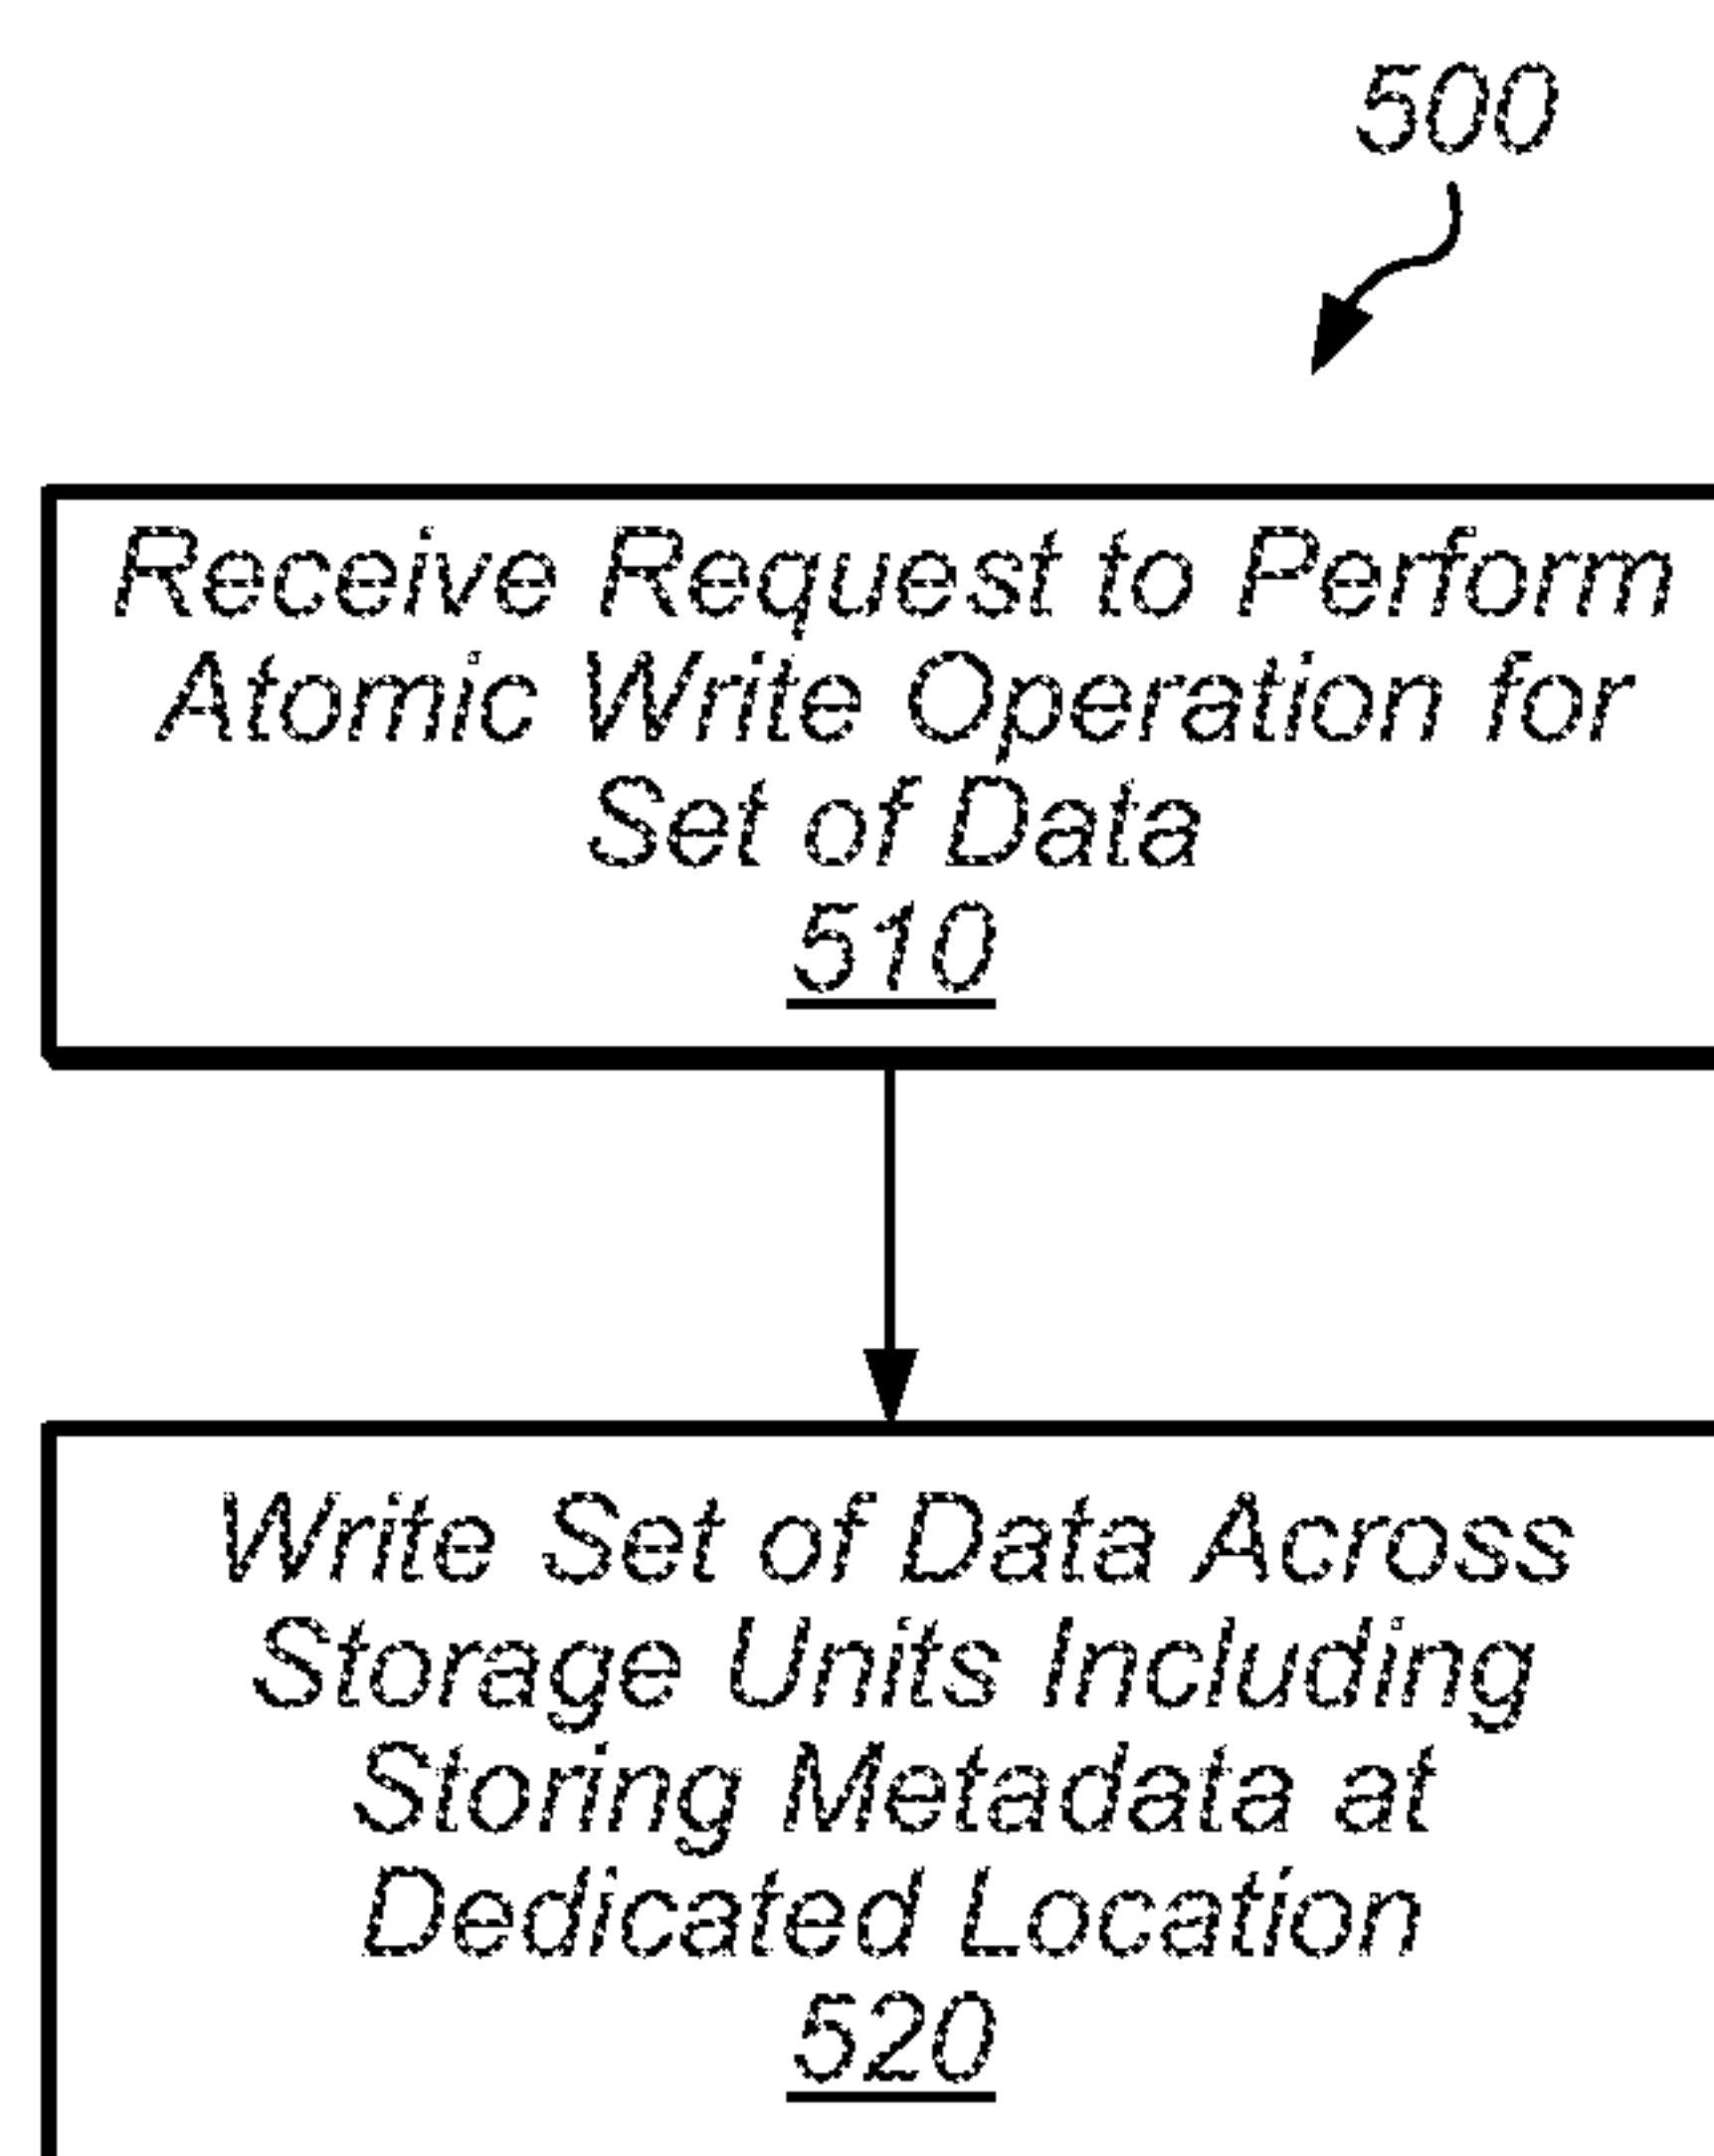 500
Receive Request to Perform
Atomic Write Operation for
Set of Data
510
Write Set of Data Across
Storage Units Including
Storing Metadata at
Dedicated Location
520